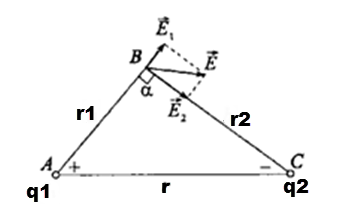 E⃗₁
B E⃗
α
E⃗₂
r1 r2
A + − C
q1 r q2